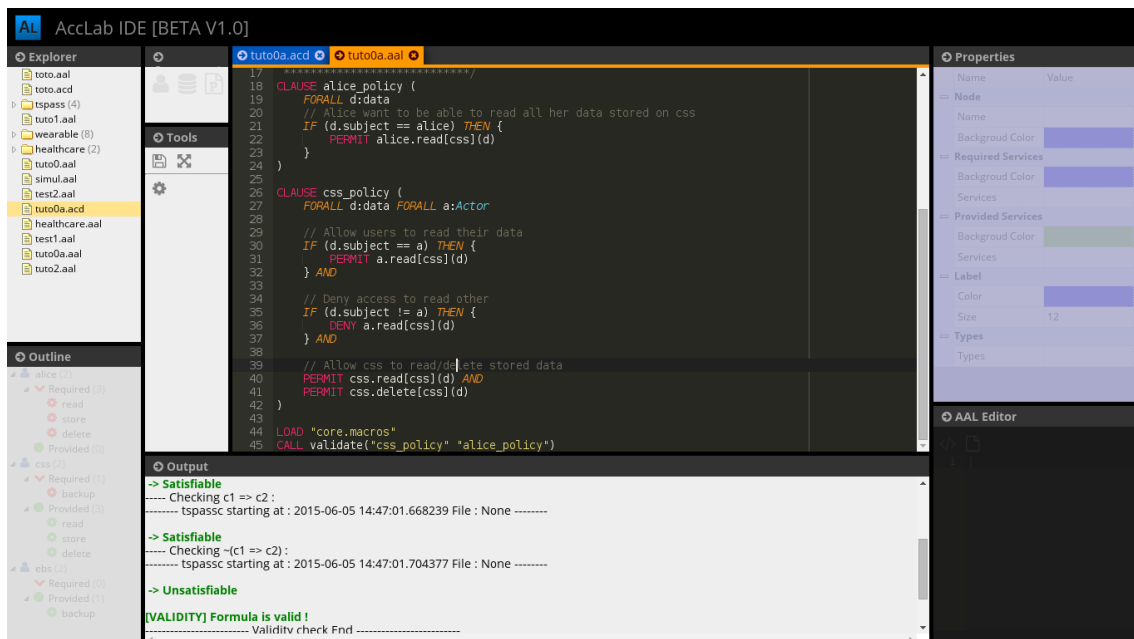 AL AccLab IDE [BETA V1.0]
Explorer
toto.aal
toto.acd
tspass (4)
tuto1.aal
wearable (8)
healthcare (2)
tuto0.aal
simul.aal
test2.aal
tuto0a.acd
healthcare.aal
test1.aal
tuto0a.aal
tuto2.aal
Outline
alice (2)
Required (3)
read
store
delete
Provided (0)
css (2)
Required (1)
backup
Provided (3)
read
store
delete
ebs (2)
Required (0)
Provided (1)
backup
Tools
tuto0a.acd tuto0a.aal
17 ****************************/
18 CLAUSE alice_policy (
19 FORALL d:data
20 // Alice want to be able to read all her data stored on css
21 IF (d.subject == alice) THEN {
22 PERMIT alice.read[css](d)
23 }
24 )
25
26 CLAUSE css_policy (
27 FORALL d:data FORALL a:Actor
28
29 // Allow users to read their data
30 IF (d.subject == a) THEN {
31 PERMIT a.read[css](d)
32 } AND
33
34 // Deny access to read other
35 IF (d.subject != a) THEN {
36 DENY a.read[css](d)
37 } AND
38
39 // Allow css to read/delete stored data
40 PERMIT css.read[css](d) AND
41 PERMIT css.delete[css](d)
42 )
43
44 LOAD "core.macros"
45 CALL validate("css_policy" "alice_policy")
Output
-> Satisfiable
----- Checking c1 => c2 :
-------- tspassc starting at : 2015-06-05 14:47:01.668239 File : None --------
-> Satisfiable
----- Checking ~(c1 => c2) :
-------- tspassc starting at : 2015-06-05 14:47:01.704377 File : None --------
-> Unsatisfiable
[VALIDITY] Formula is valid !
------------------------- Validity check End -------------------------
Properties
Name Value
Node
Name
Backgroud Color
Required Services
Backgroud Color
Services
Provided Services
Backgroud Color
Services
Label
Color
Size 12
Types
Types
AAL Editor
1